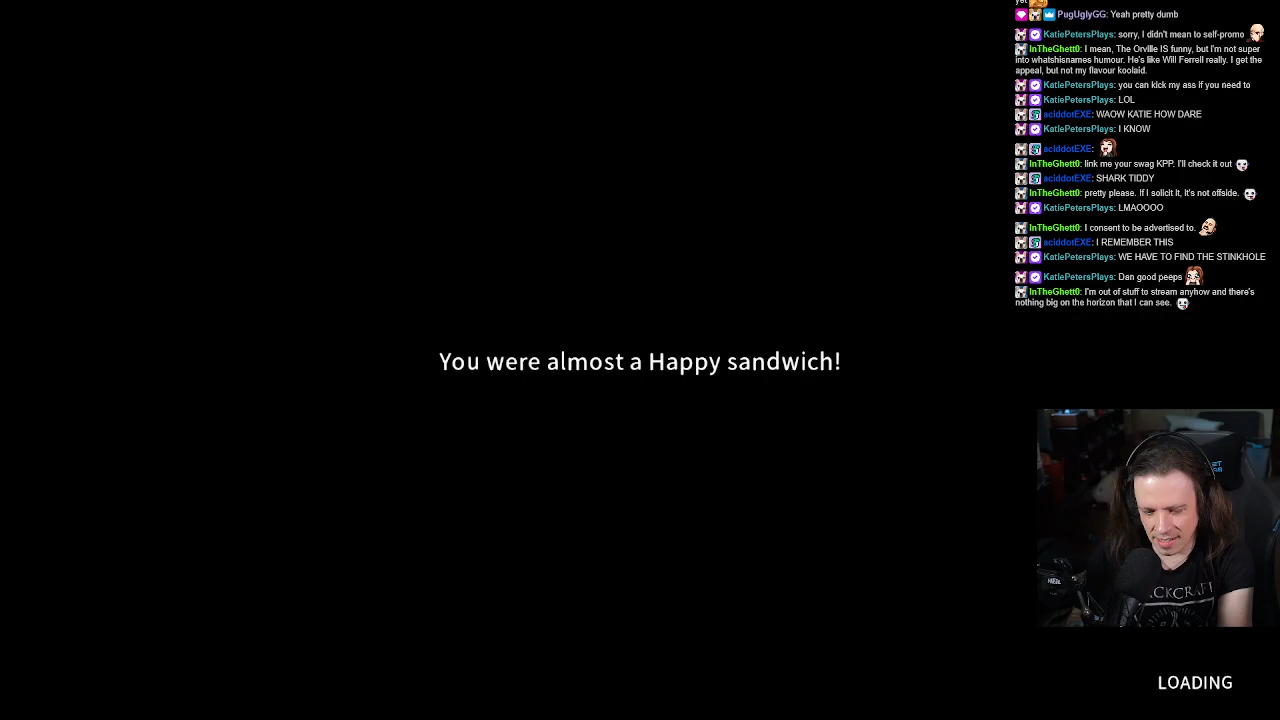 PugUglyGG: Yeah pretty dumb
KatiePetersPlays: sorry, I didn't mean to self-promo
InTheGhett0: I mean, The Orville IS funny, but I'm not super
into whatshisnames humour. He's like Will Ferrell really. I get the
appeal, but not my flavour koolaid.
KatiePetersPlays: you can kick my ass if you need to
KatiePetersPlays: LOL
aciddotEXE: WAOW KATIE HOW DARE
KatiePetersPlays: I KNOW
aciddotEXE:
InTheGhett0: link me your swag KPP. I'll check it out
aciddotEXE: SHARK TIDDY
InTheGhett0: pretty please. If I solicit it, it's not offside.
KatiePetersPlays: LMAOOOO
InTheGhett0: I consent to be advertised to.
aciddotEXE: I REMEMBER THIS
KatiePetersPlays: WE HAVE TO FIND THE STINKHOLE
KatiePetersPlays: Dan good peeps
InTheGhett0: I'm out of stuff to stream anyhow and there's
nothing big on the horizon that I can see.
You were almost a Happy sandwich!
LOADING